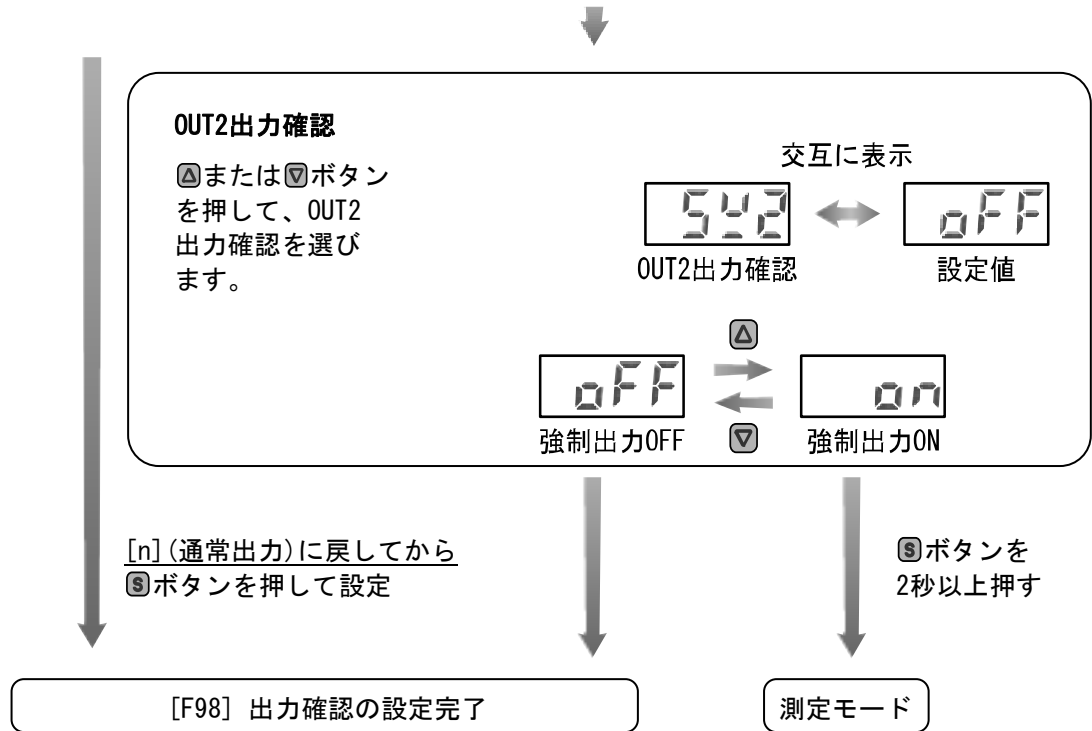 OUT2出力確認
△または▽ボタン
を押して、OUT2
出力確認を選び
ます。
交互に表示
Sw2
oFF
OUT2出力確認
設定値
△
oFF
on
強制出力OFF
▽
強制出力ON
[n](通常出力)に戻してから
Sボタンを押して設定
Sボタンを
2秒以上押す
[F98] 出力確認の設定完了
測定モード